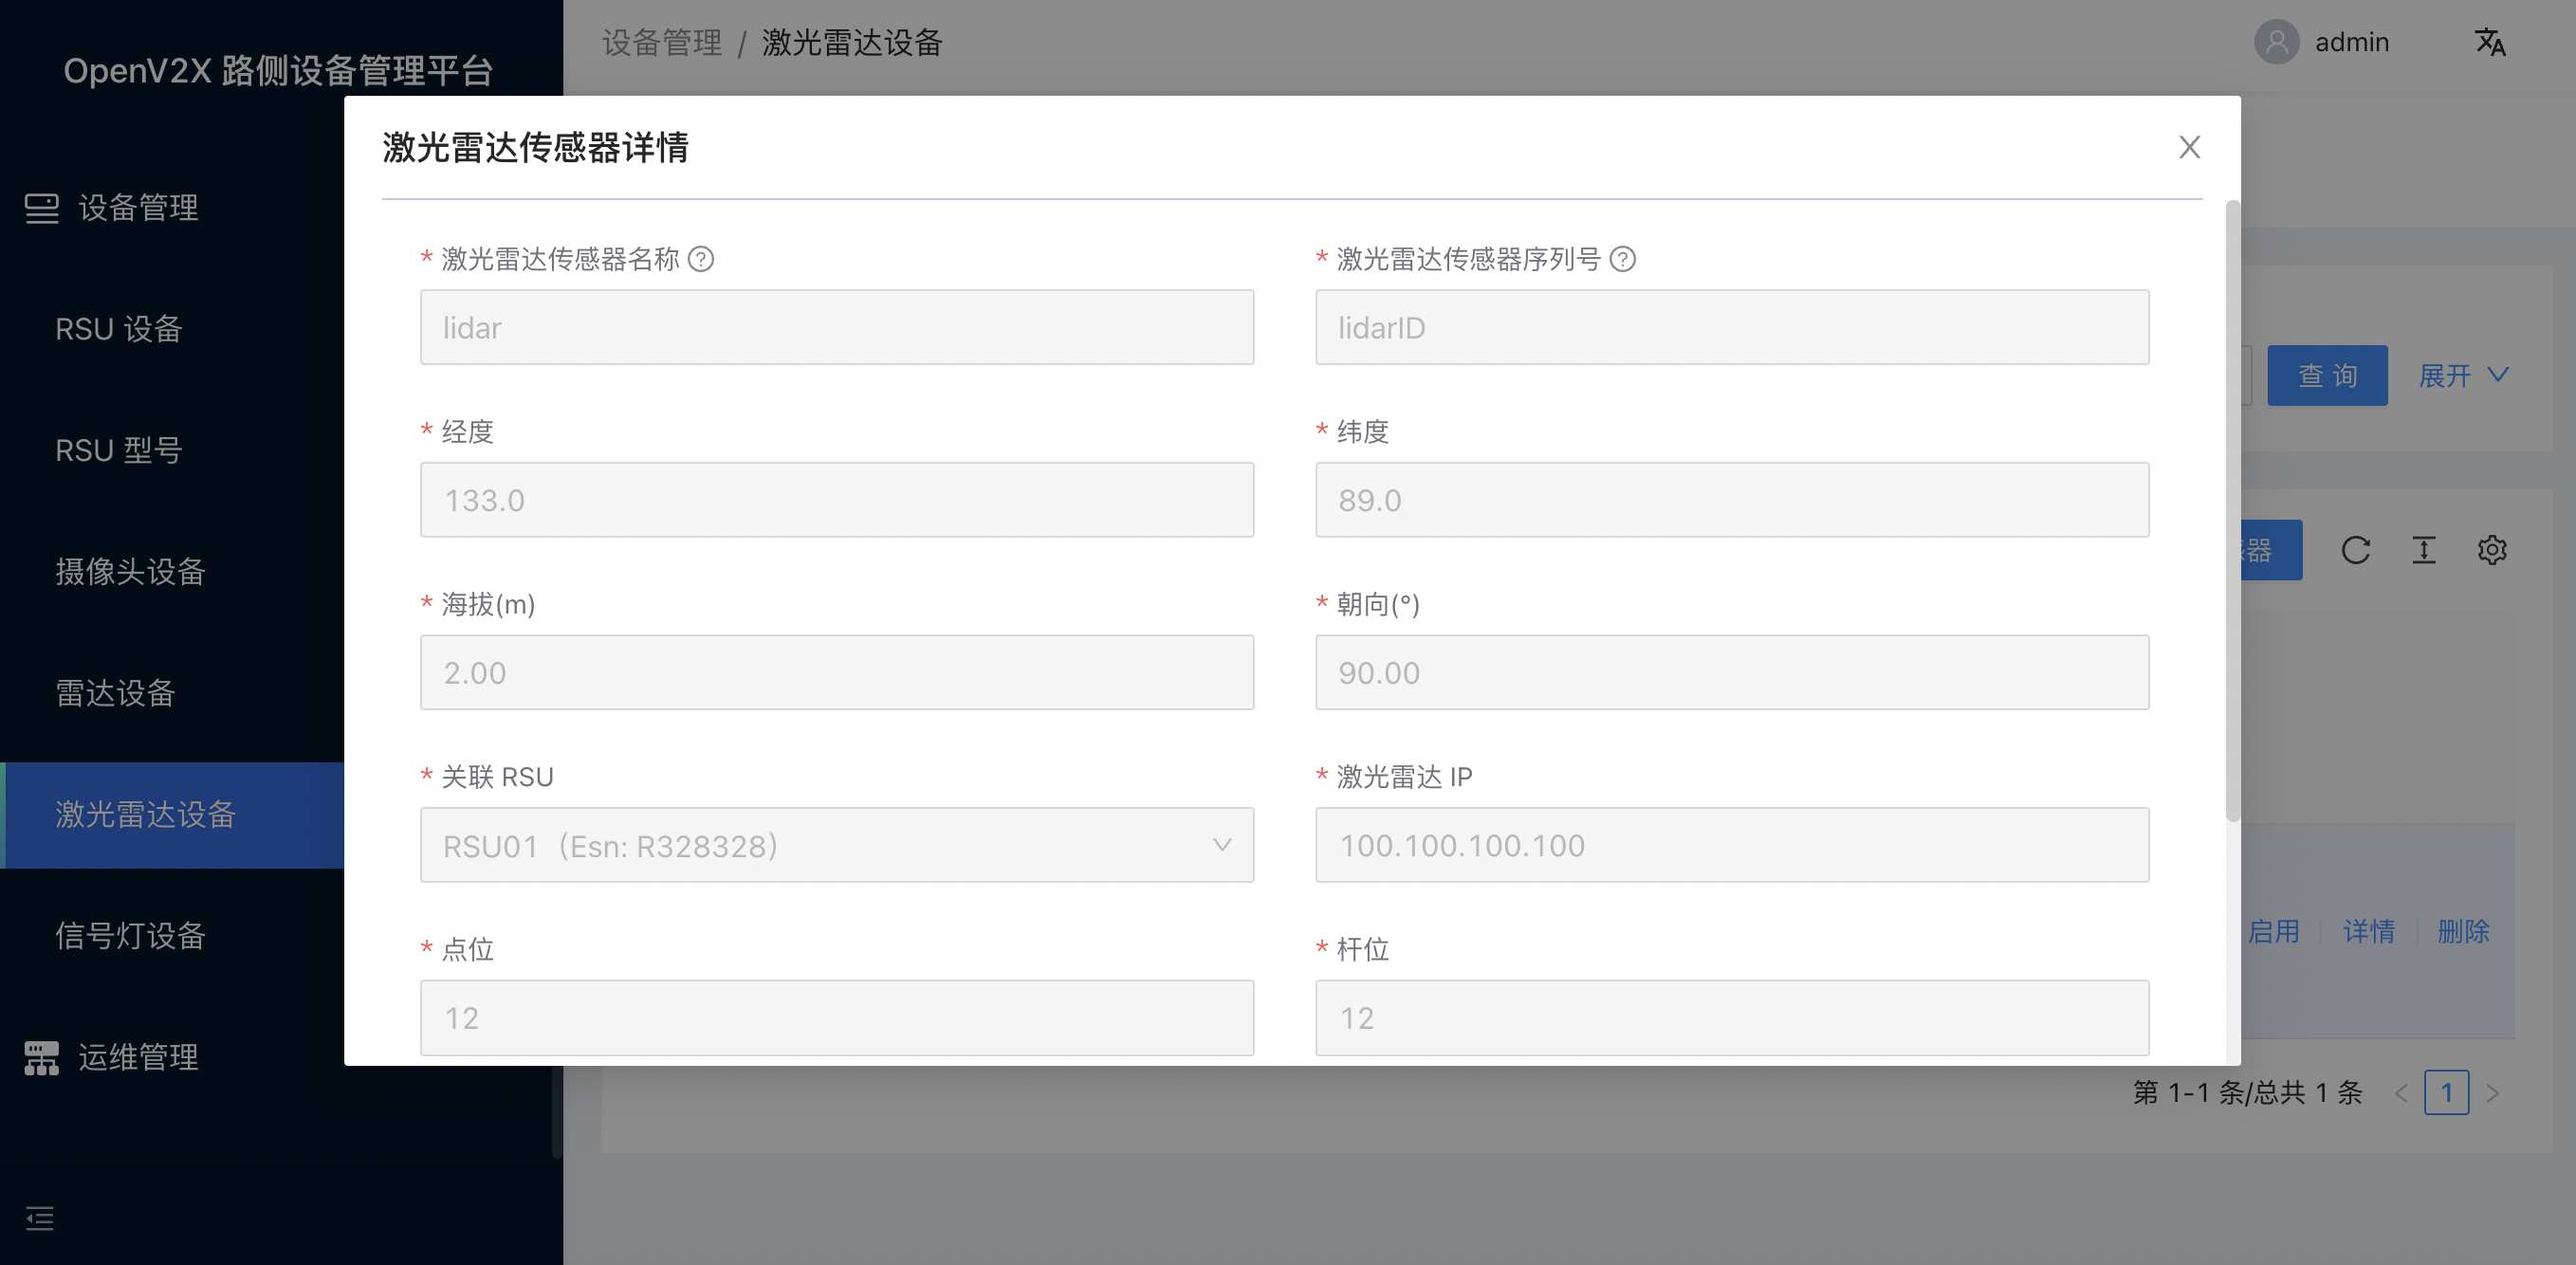 OpenV2X 路侧设备管理平台
设备管理
RSU 设备
RSU 型号
摄像头设备
雷达设备
激光雷达设备
信号灯设备
运维管理
设备管理 / 激光雷达设备
admin
激光雷达传感器详情
* 激光雷达传感器名称
lidar
* 激光雷达传感器序列号
lidarID
* 经度
133.0
* 纬度
89.0
* 海拔(m)
2.00
* 朝向(°)
90.00
* 关联 RSU
RSU01（Esn: R328328）
* 激光雷达 IP
100.100.100.100
* 点位
12
* 杆位
12
查 询 展开
器
启用 详情 删除
第 1-1 条/总共 1 条 < 1 >